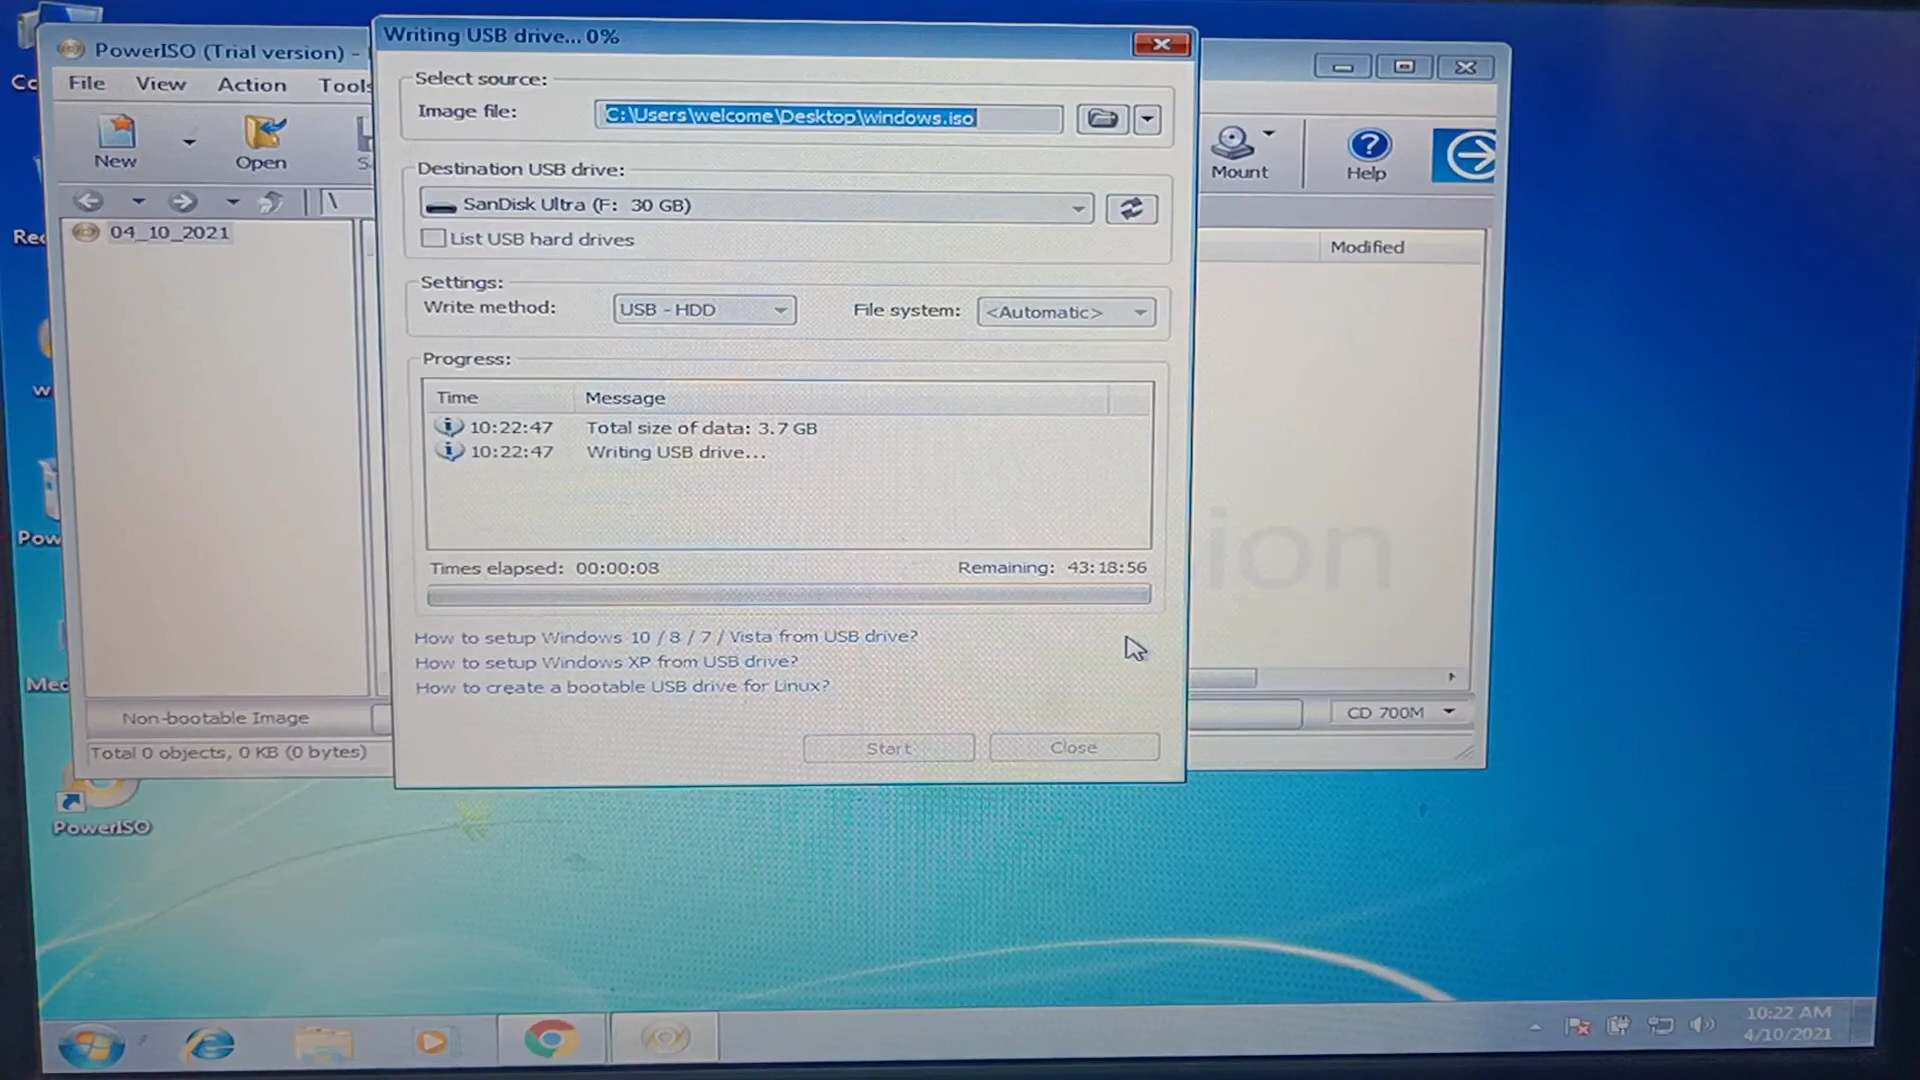 Writing USB drive... 0%
PowerISO (Trial version) -
File View Action Tools
New
Open
Mount
Help
\
04_10_2021
Modified
Select source:
Image file: C:\Users\welcome\Desktop\windows.iso
Destination USB drive:
SanDisk Ultra (F: 30 GB)
List USB hard drives
Settings:
Write method: USB - HDD File system: <Automatic>
Progress:
Time Message
10:22:47 Total size of data: 3.7 GB
10:22:47 Writing USB drive...
Times elapsed: 00:00:08 Remaining: 43:18:56
How to setup Windows 10 / 8 / 7 / Vista from USB drive?
How to setup Windows XP from USB drive?
How to create a bootable USB drive for Linux?
Start Close
Non-bootable Image
CD 700M
Total 0 objects, 0 KB (0 bytes)
ion
Rec
Pow
Med
PowerISO
10:22 AM
4/10/2021